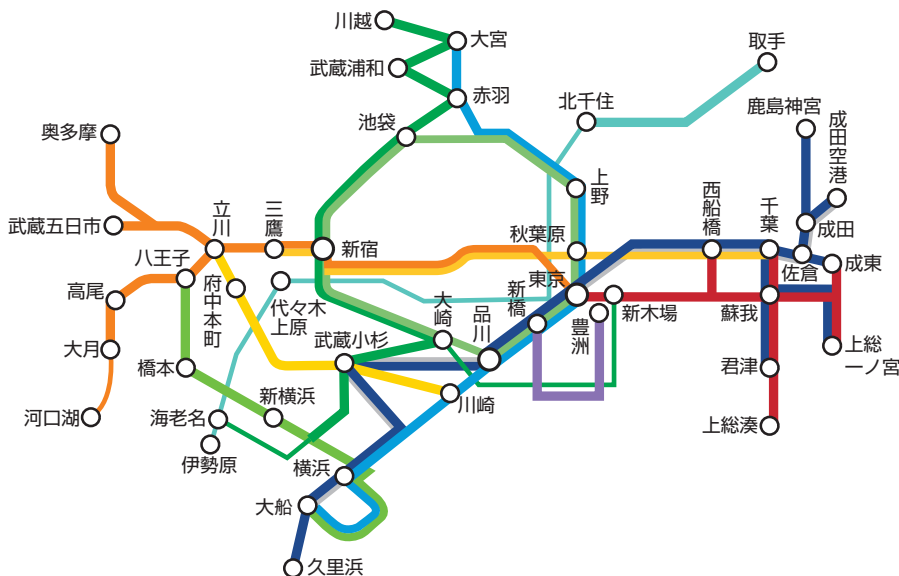 川越
大宮
取手
武蔵浦和
赤羽
北千住
鹿島神宮
成田空港
池袋
奥多摩
上野
西船橋
千葉
武蔵五日市
立川
三鷹
成田
新宿
秋葉原
八王子
佐倉
成東
東京
高尾
府中本町
代々木
上原
大崎
品川
新橋
豊洲
新木場
蘇我
大月
武蔵小杉
上総
一ノ宮
橋本
君津
川崎
河口湖
海老名
新横浜
上総湊
伊勢原
横浜
大船
久里浜